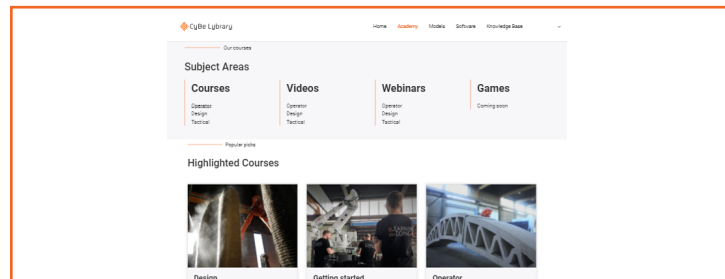 CyBe Lybrary
Home Academy Models Software Knowledge Base
Our courses
Subject Areas
Courses Videos Webinars Games
Operator Operator Operator Coming soon
Design Design Design
Tactical Tactical Tactical
Popular picks
Highlighted Courses
Design Getting started Operator